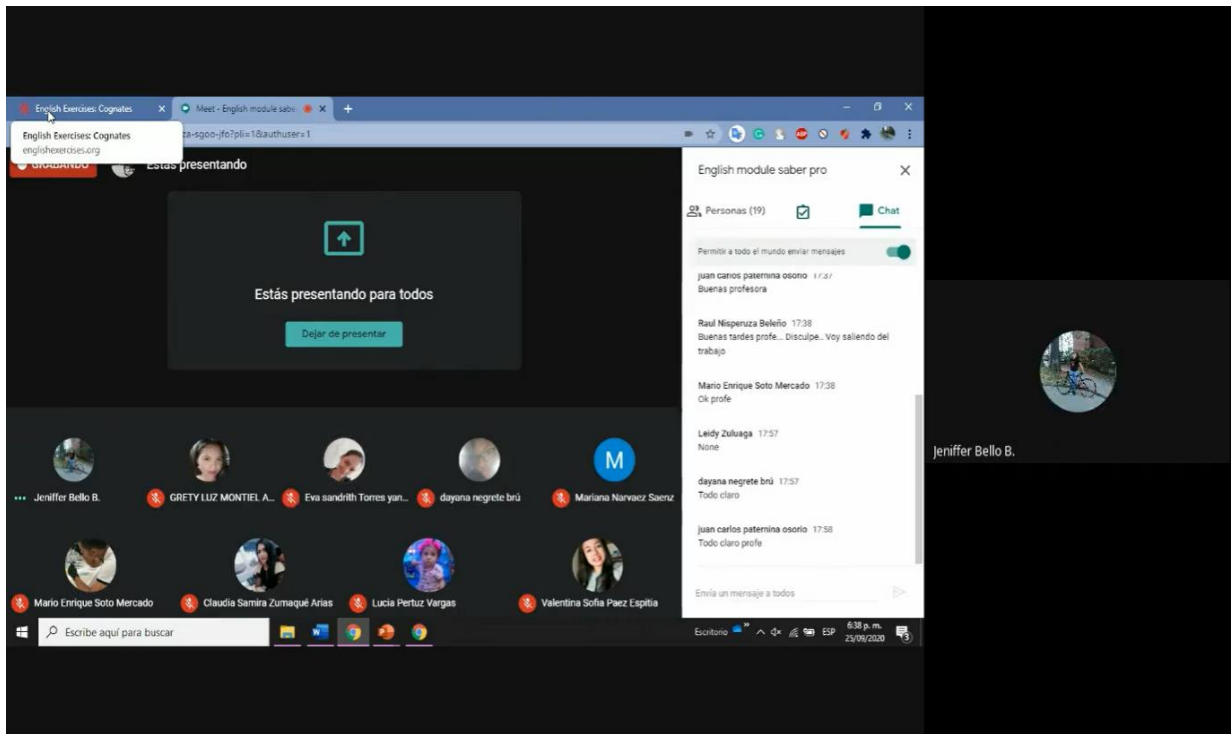 English Exercises: Cognates
Meet - English module sabe
English Exercises: Cognates
englishexercises.org
za-sgoo-jfo?pli=1&authuser=1
GRABANDO
Estás presentando
Estás presentando para todos
Dejar de presentar
Jeniffer Bello B.
GRETY LUZ MONTIEL A...
Eva sandrith Torres yan...
dayana negrete brú
M
Mariana Narvaez Saenz
Mario Enrique Soto Mercado
Claudia Samira Zumaqué Arias
Lucia Pertuz Vargas
Valentina Sofia Paez Espitia
English module saber pro
Personas (19)
Chat
Permitir a todo el mundo enviar mensajes
juan carlos paternina osorio 17:37
Buenas profesora
Raul Nisperuza Beleño 17:38
Buenas tardes profe... Disculpe.. Voy saliendo del
trabajo
Mario Enrique Soto Mercado 17:38
Ok profe
Leidy Zuluaga 17:57
None
dayana negrete brú 17:57
Todo claro
juan carlos paternina osorio 17:58
Todo claro profe
Envía un mensaje a todos
Escribe aquí para buscar
Escritorio
ESP
6:38 p. m.
25/09/2020
Jeniffer Bello B.